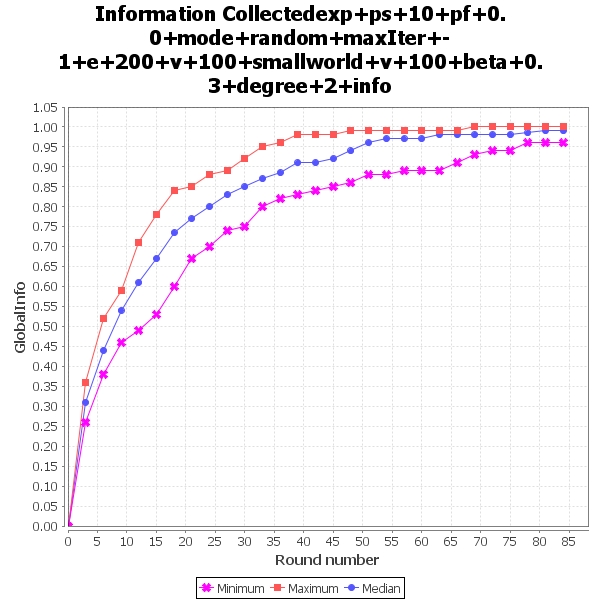 Information Collectedexp+ps+10+pf+0.
0+mode+random+maxIter+-
1+e+200+v+100+smallworld+v+100+beta+0.
3+degree+2+info
1.05
1.00
0.95
0.90
0.85
0.80
0.75
0.70
0.65
0.60
0.55
0.50
0.45
0.40
0.35
0.30
0.25
0.20
0.15
0.10
0.05
0.00
GlobalInfo
0 5 10 15 20 25 30 35 40 45 50 55 60 65 70 75 80 85
Round number
Minimum Maximum Median